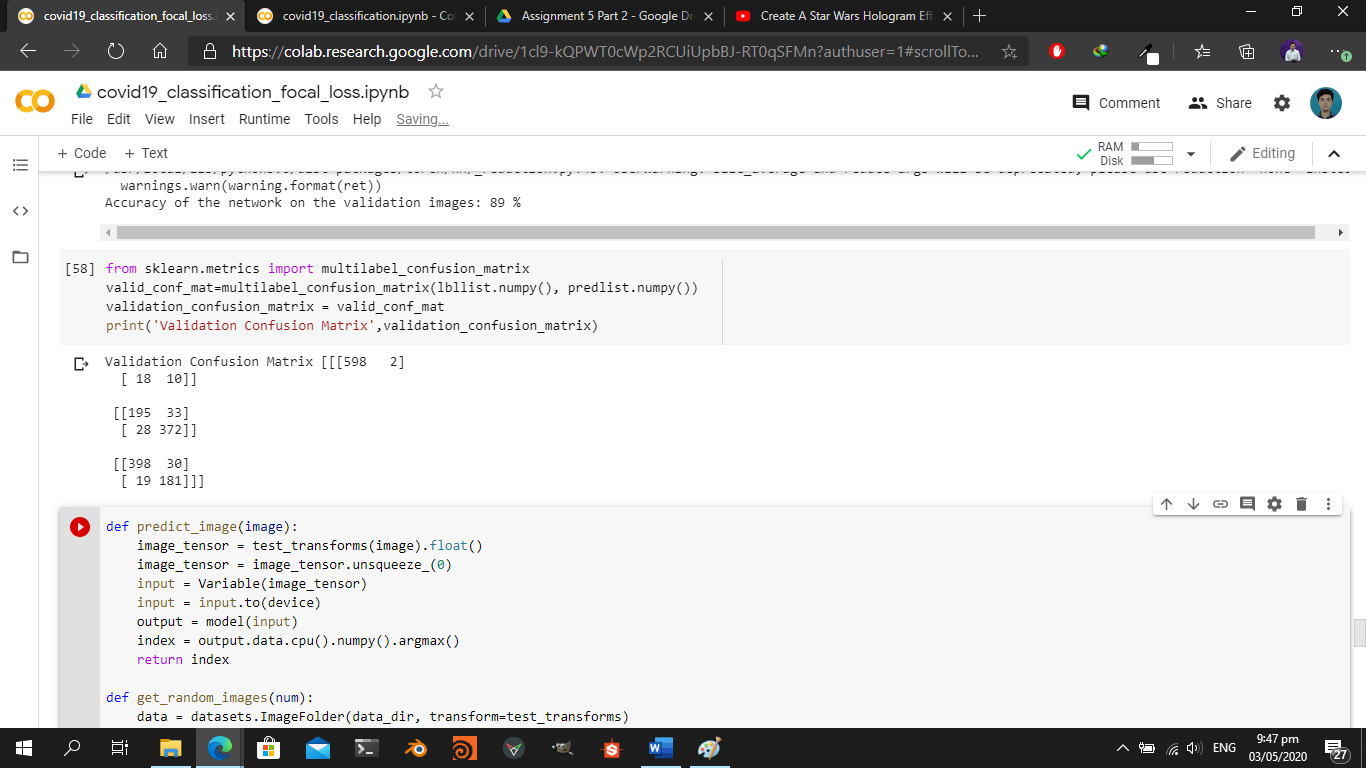 covid19_classification_focal_loss.i
covid19_classification.ipynb - Co
Assignment 5 Part 2 - Google Dr
Create A Star Wars Hologram Eff
https://colab.research.google.com/drive/1cl9-kQPWT0cWp2RCUiUpbBJ-RT0qSFMn?authuser=1#scrollTo...
covid19_classification_focal_loss.ipynb
Comment
Share
File Edit View Insert Runtime Tools Help Saving...
+ Code + Text
RAM
Disk
Editing
warnings.warn(warning.format(ret))
Accuracy of the network on the validation images: 89 %
[58] from sklearn.metrics import multilabel_confusion_matrix
valid_conf_mat=multilabel_confusion_matrix(lbllist.numpy(), predlist.numpy())
validation_confusion_matrix = valid_conf_mat
print('Validation Confusion Matrix',validation_confusion_matrix)
Validation Confusion Matrix [[[598 2]
[ 18 10]]
[[195 33]
[ 28 372]]
[[398 30]
[ 19 181]]]
def predict_image(image):
image_tensor = test_transforms(image).float()
image_tensor = image_tensor.unsqueeze_(0)
input = Variable(image_tensor)
input = input.to(device)
output = model(input)
index = output.data.cpu().numpy().argmax()
return index
def get_random_images(num):
data = datasets.ImageFolder(data_dir, transform=test_transforms)
ENG
9:47 pm
03/05/2020
27